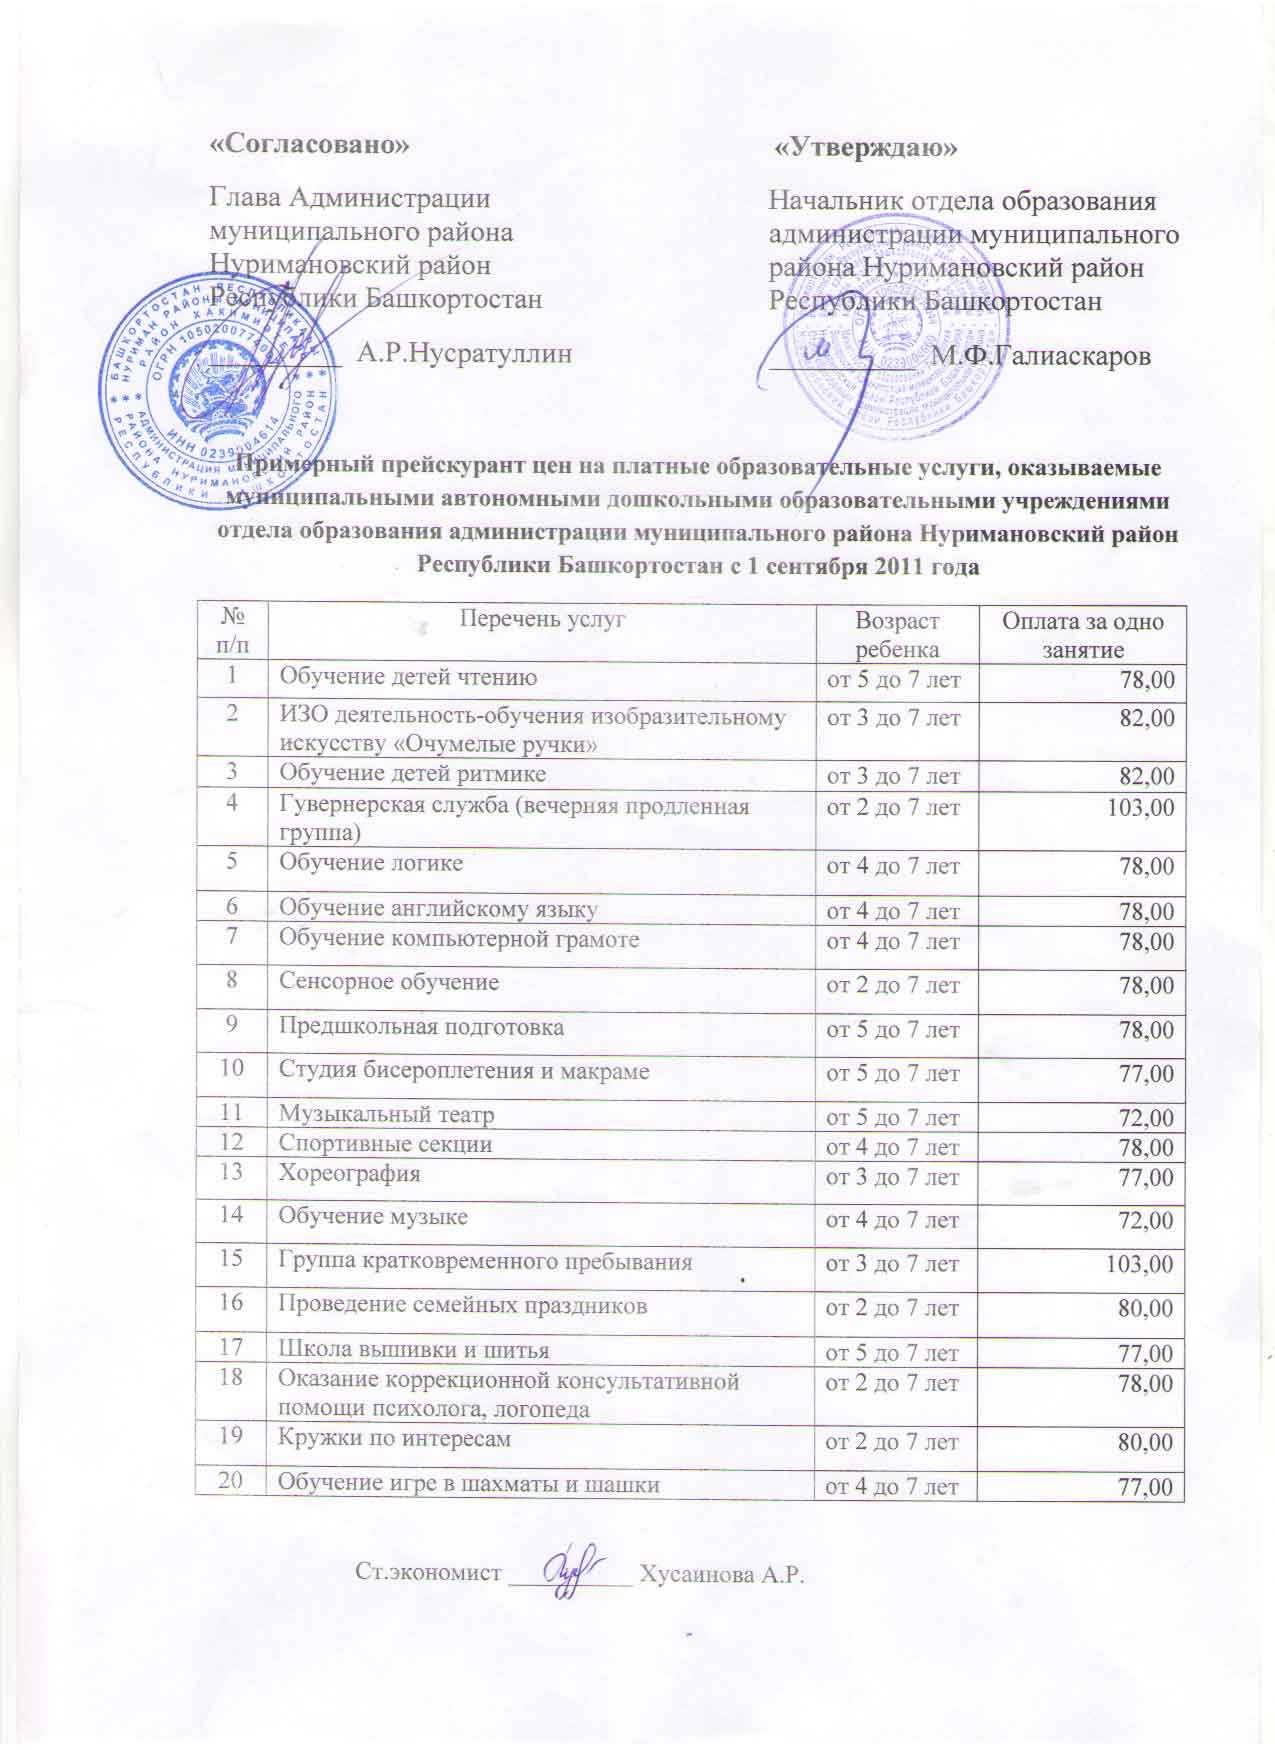 «Согласовано»
Глава Администрации
муниципального района
Нуримановский район
Республики Башкортостан
А.Р.Нусратуллин
«Утверждаю»
Начальник отдела образования
администрации муниципального
района Нуримановский район
Республики Башкортостан
М.Ф.Галиаскаров
ИНН 0239504614
Примерный прейскурант цен на платные образовательные услуги, оказываемые
муниципальными автономными дошкольными образовательными учреждениями
отдела образования администрации муниципального района Нуримановский район
Республики Башкортостан с 1 сентября 2011 года
№ п/п Перечень услуг Возраст ребенка Оплата за одно занятие
1 Обучение детей чтению от 5 до 7 лет 78,00
2 ИЗО деятельность-обучения изобразительному от 3 до 7 лет 82,00
искусству «Очумелые ручки»
3 Обучение детей ритмике от 3 до 7 лет 82,00
4 Гувернерская служба (вечерняя продленная от 2 до 7 лет 103,00
группа)
5 Обучение логике от 4 до 7 лет 78,00
6 Обучение английскому языку от 4 до 7 лет 78,00
7 Обучение компьютерной грамоте от 4 до 7 лет 78,00
8 Сенсорное обучение от 2 до 7 лет 78,00
9 Предшкольная подготовка от 5 до 7 лет 78,00
10 Студия бисероплетения и макраме от 5 до 7 лет 77,00
11 Музыкальный театр от 5 до 7 лет 72,00
12 Спортивные секции от 4 до 7 лет 78,00
13 Хореография от 3 до 7 лет 77,00
14 Обучение музыке от 4 до 7 лет 72,00
15 Группа кратковременного пребывания от 3 до 7 лет 103,00
16 Проведение семейных праздников от 2 до 7 лет 80,00
17 Школа вышивки и шитья от 5 до 7 лет 77,00
18 Оказание коррекционной консультативной от 2 до 7 лет 78,00
помощи психолога, логопеда
19 Кружки по интересам от 2 до 7 лет 80,00
20 Обучение игре в шахматы и шашки от 4 до 7 лет 77,00
Ст.экономист __________ Хусаинова А.Р.